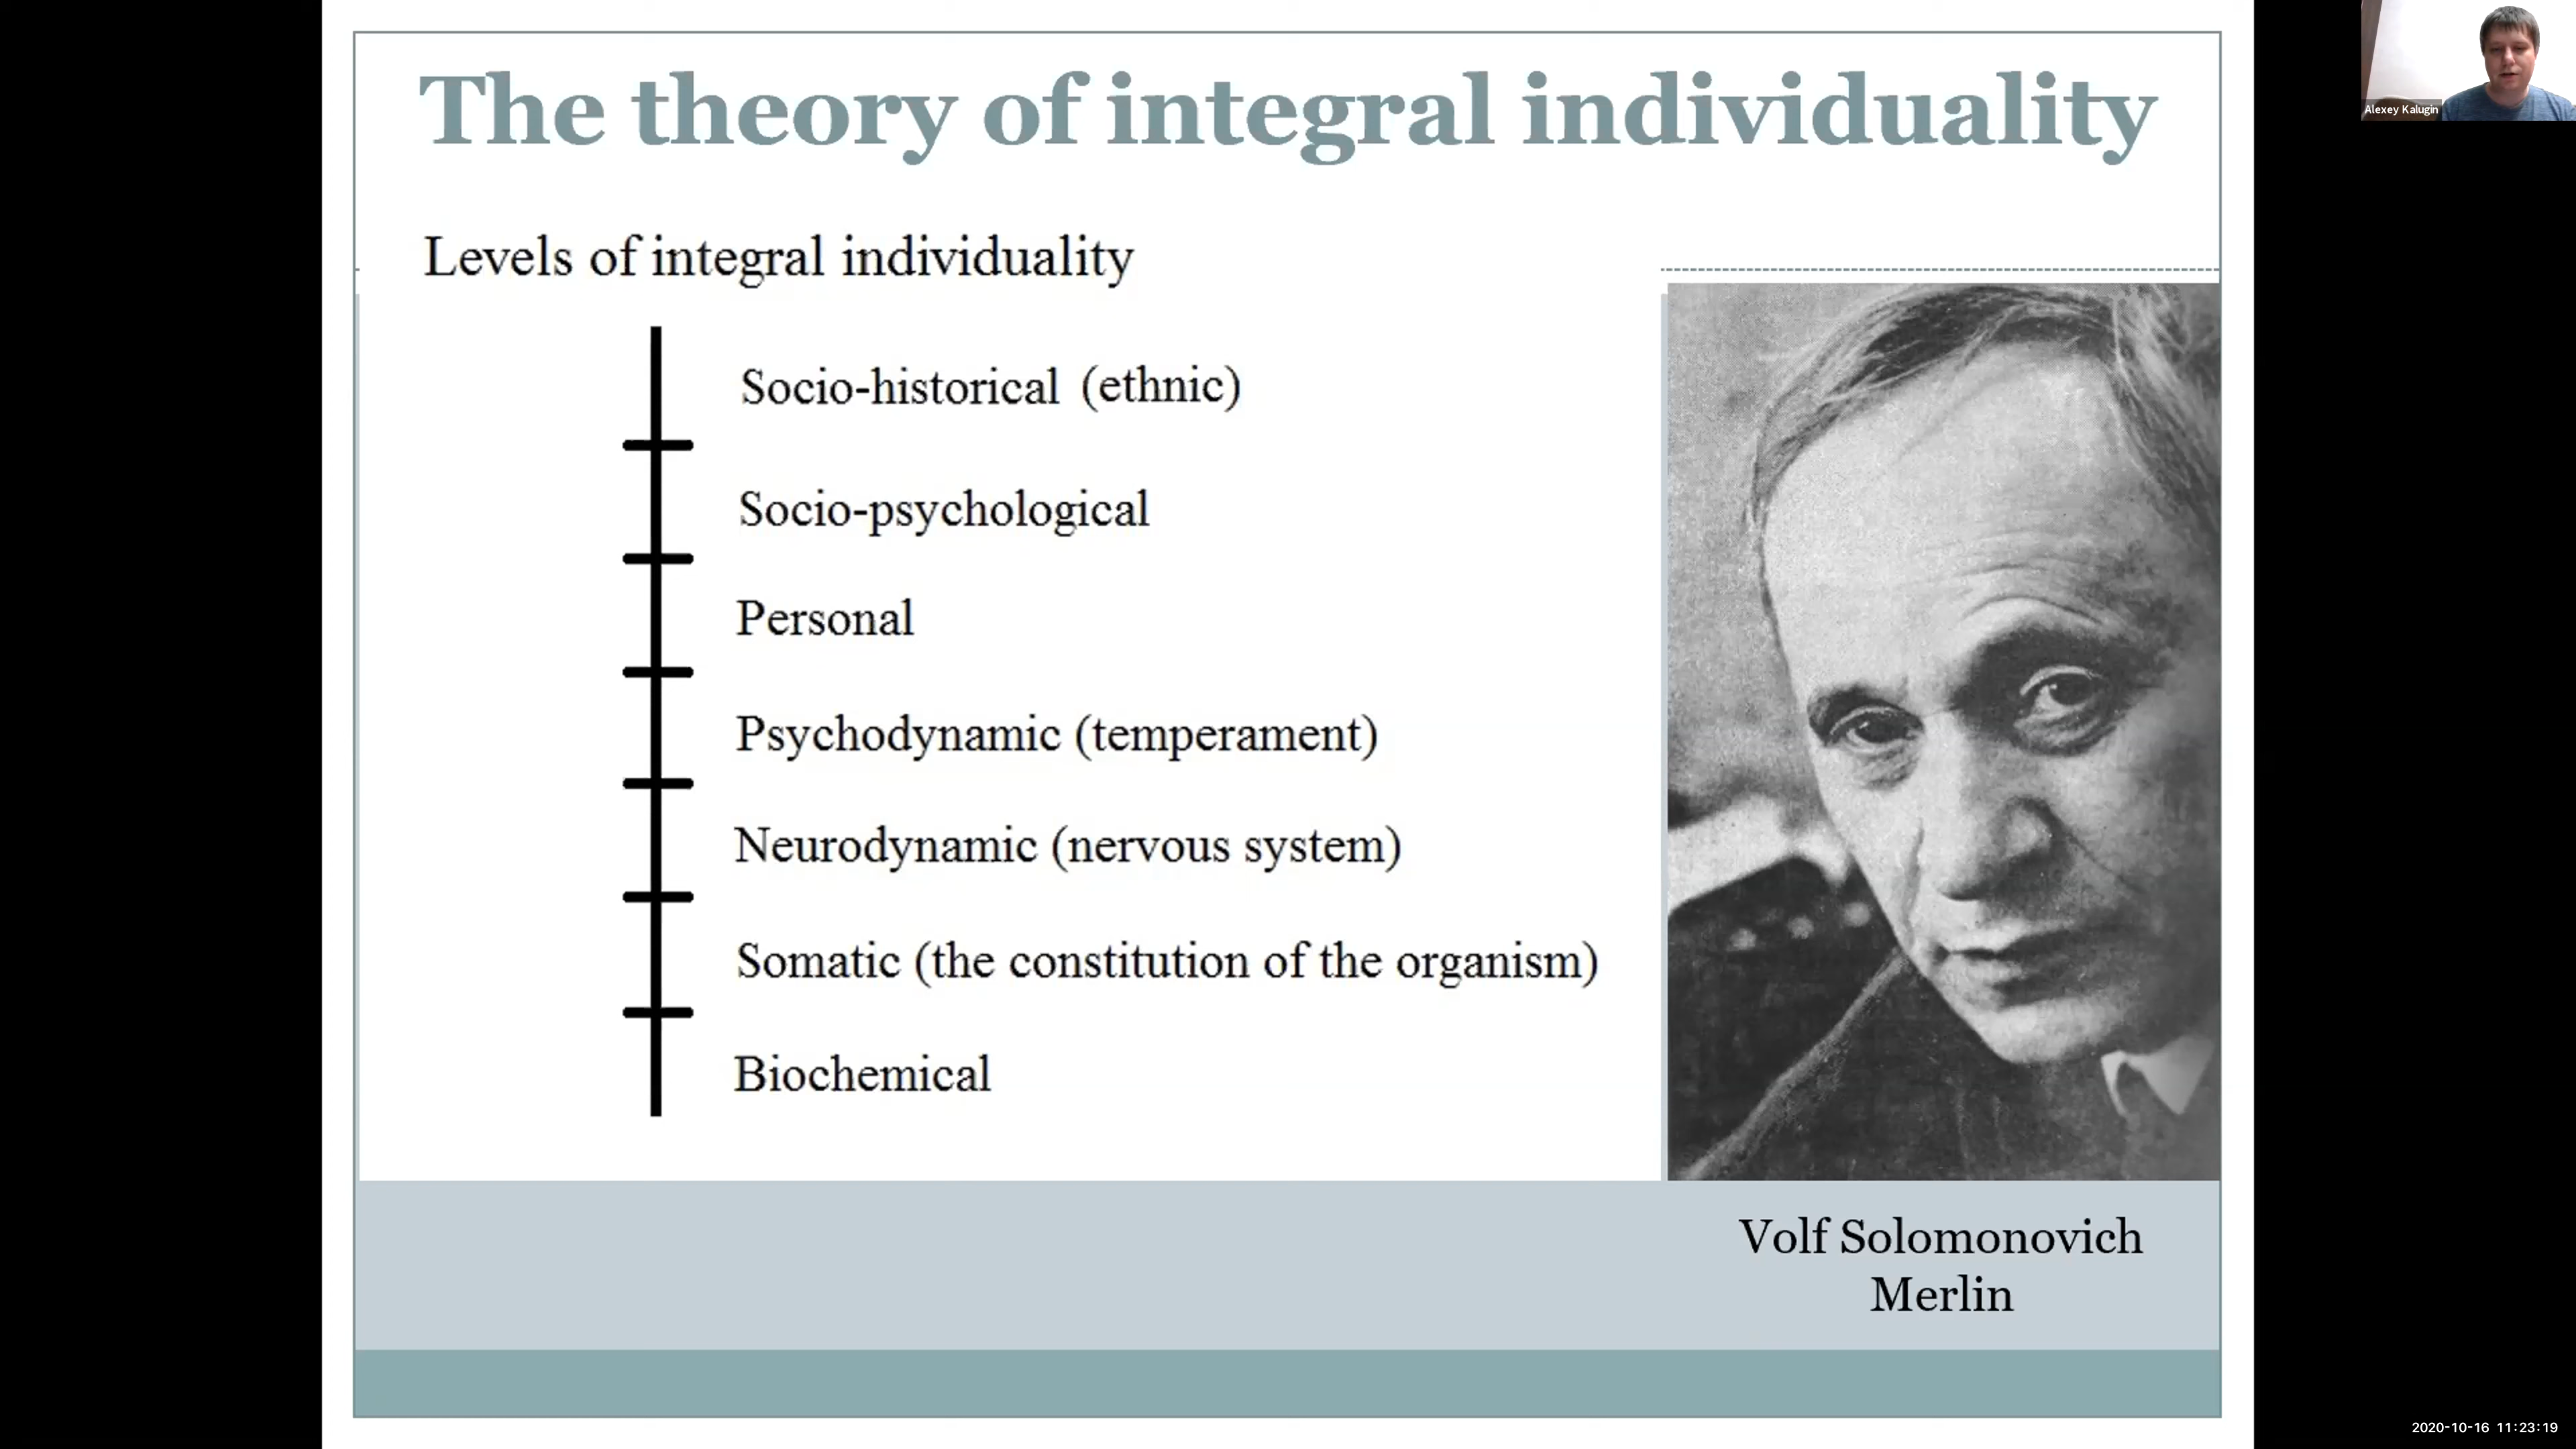 The theory of integral individuality
Levels of integral individuality
Socio-historical (ethnic)
Socio-psychological
Personal
Psychodynamic (temperament)
Neurodynamic (nervous system)
Somatic (the constitution of the organism)
Biochemical
Volf Solomonovich
Merlin
Alexey Kalugin
2020-10-16 11:23:19